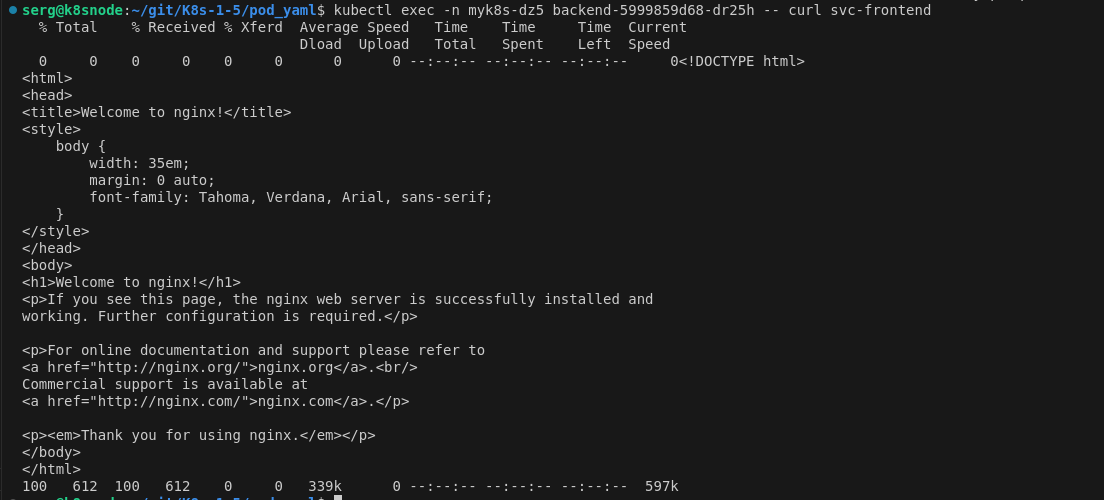 serg@k8snode:~/git/K8s-1-5/pod_yaml$ kubectl exec -n myk8s-dz5 backend-5999859d68-dr25h -- curl svc-frontend
  % Total    % Received % Xferd  Average Speed   Time    Time     Time  Current
                                 Dload  Upload   Total   Spent    Left  Speed
  0     0    0     0    0     0      0      0 --:--:-- --:--:-- --:--:--     0<!DOCTYPE html>
<html>
<head>
<title>Welcome to nginx!</title>
<style>
    body {
        width: 35em;
        margin: 0 auto;
        font-family: Tahoma, Verdana, Arial, sans-serif;
    }
</style>
</head>
<body>
<h1>Welcome to nginx!</h1>
<p>If you see this page, the nginx web server is successfully installed and
working. Further configuration is required.</p>

<p>For online documentation and support please refer to
<a href="http://nginx.org/">nginx.org</a>.<br/>
Commercial support is available at
<a href="http://nginx.com/">nginx.com</a>.</p>

<p><em>Thank you for using nginx.</em></p>
</body>
</html>
100   612  100   612    0     0   339k      0 --:--:-- --:--:-- --:--:--  597k